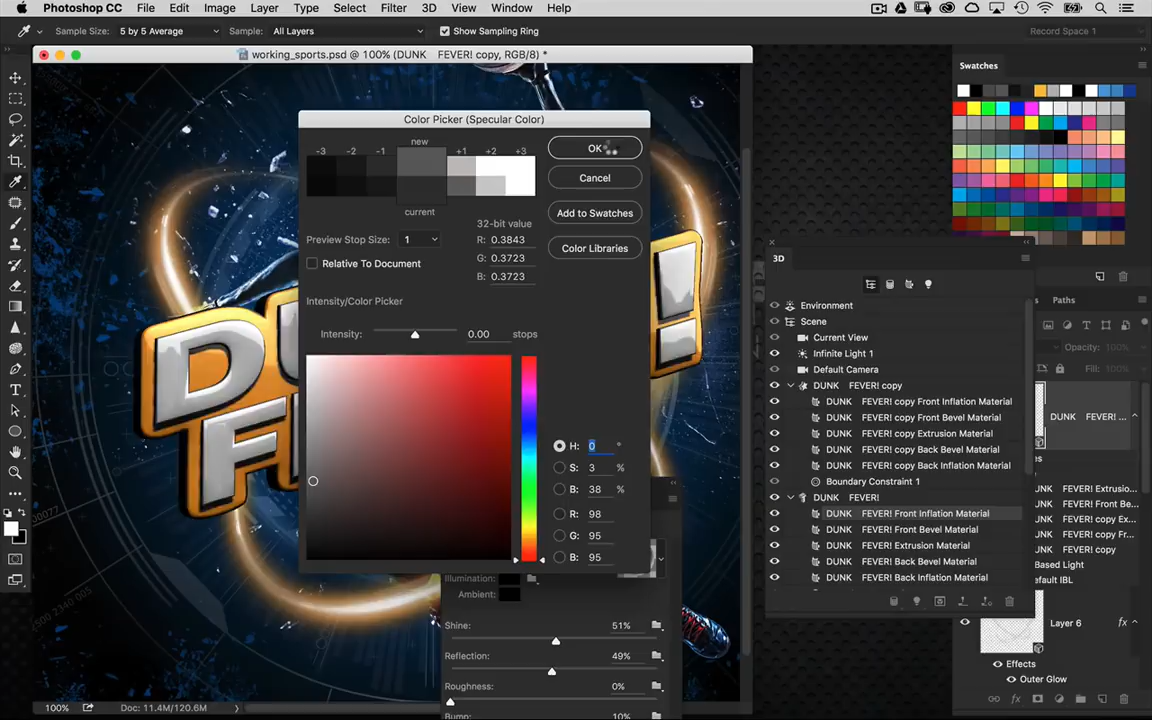 Photoshop CC File Edit Image Layer Type Select Filter 3D View Window Help
Sample Size: 5 by 5 Average Sample: All Layers Show Sampling Ring Record Space 1
working_sports.psd @ 100% (DUNK FEVER! copy, RGB/8) *
Swatches
Color Picker (Specular Color)
new
-3 -2 -1 +1 +2 +3
current
OK
Cancel
Add to Swatches
Color Libraries
32-bit value
Preview Stop Size: 1 R: 0.3843
Relative To Document G: 0.3723
B: 0.3723
Intensity/Color Picker
Intensity: 0.00 stops
H: 0 °
S: 3 %
B: 38 %
R: 98
G: 95
B: 95
3D
Environment
Scene
Current View
Infinite Light 1
Default Camera
DUNK FEVER! copy
DUNK FEVER! copy Front Inflation Material
DUNK FEVER! copy Front Bevel Material
DUNK FEVER! copy Extrusion Material
DUNK FEVER! copy Back Bevel Material
DUNK FEVER! copy Back Inflation Material
Boundary Constraint 1
DUNK FEVER!
DUNK FEVER! Front Inflation Material
DUNK FEVER! Front Bevel Material
DUNK FEVER! Extrusion Material
DUNK FEVER! Back Bevel Material
DUNK FEVER! Back Inflation Material
Paths
Opacity: 100%
Fill: 100%
DUNK FEVER! ...
DUNK FEVER! Extrusio...
DUNK FEVER! Front Be...
DUNK FEVER! copy Ex...
DUNK FEVER! copy Fr...
DUNK FEVER! copy
Based Light
Default IBL
Layer 6 fx
Effects
Outer Glow
Illumination:
Ambient:
Shine: 51%
Reflection: 49%
Roughness: 0%
Bump: 10%
D
F
!
100% Doc: 11.4M/120.6M